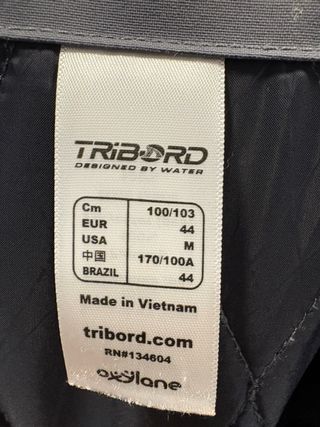 TRIBORD
DESIGNED BY WATER
Cm 100/103
EUR 44
USA M
中国 170/100A
BRAZIL 44
Made in Vietnam
tribord.com
RN#134604
oxylane